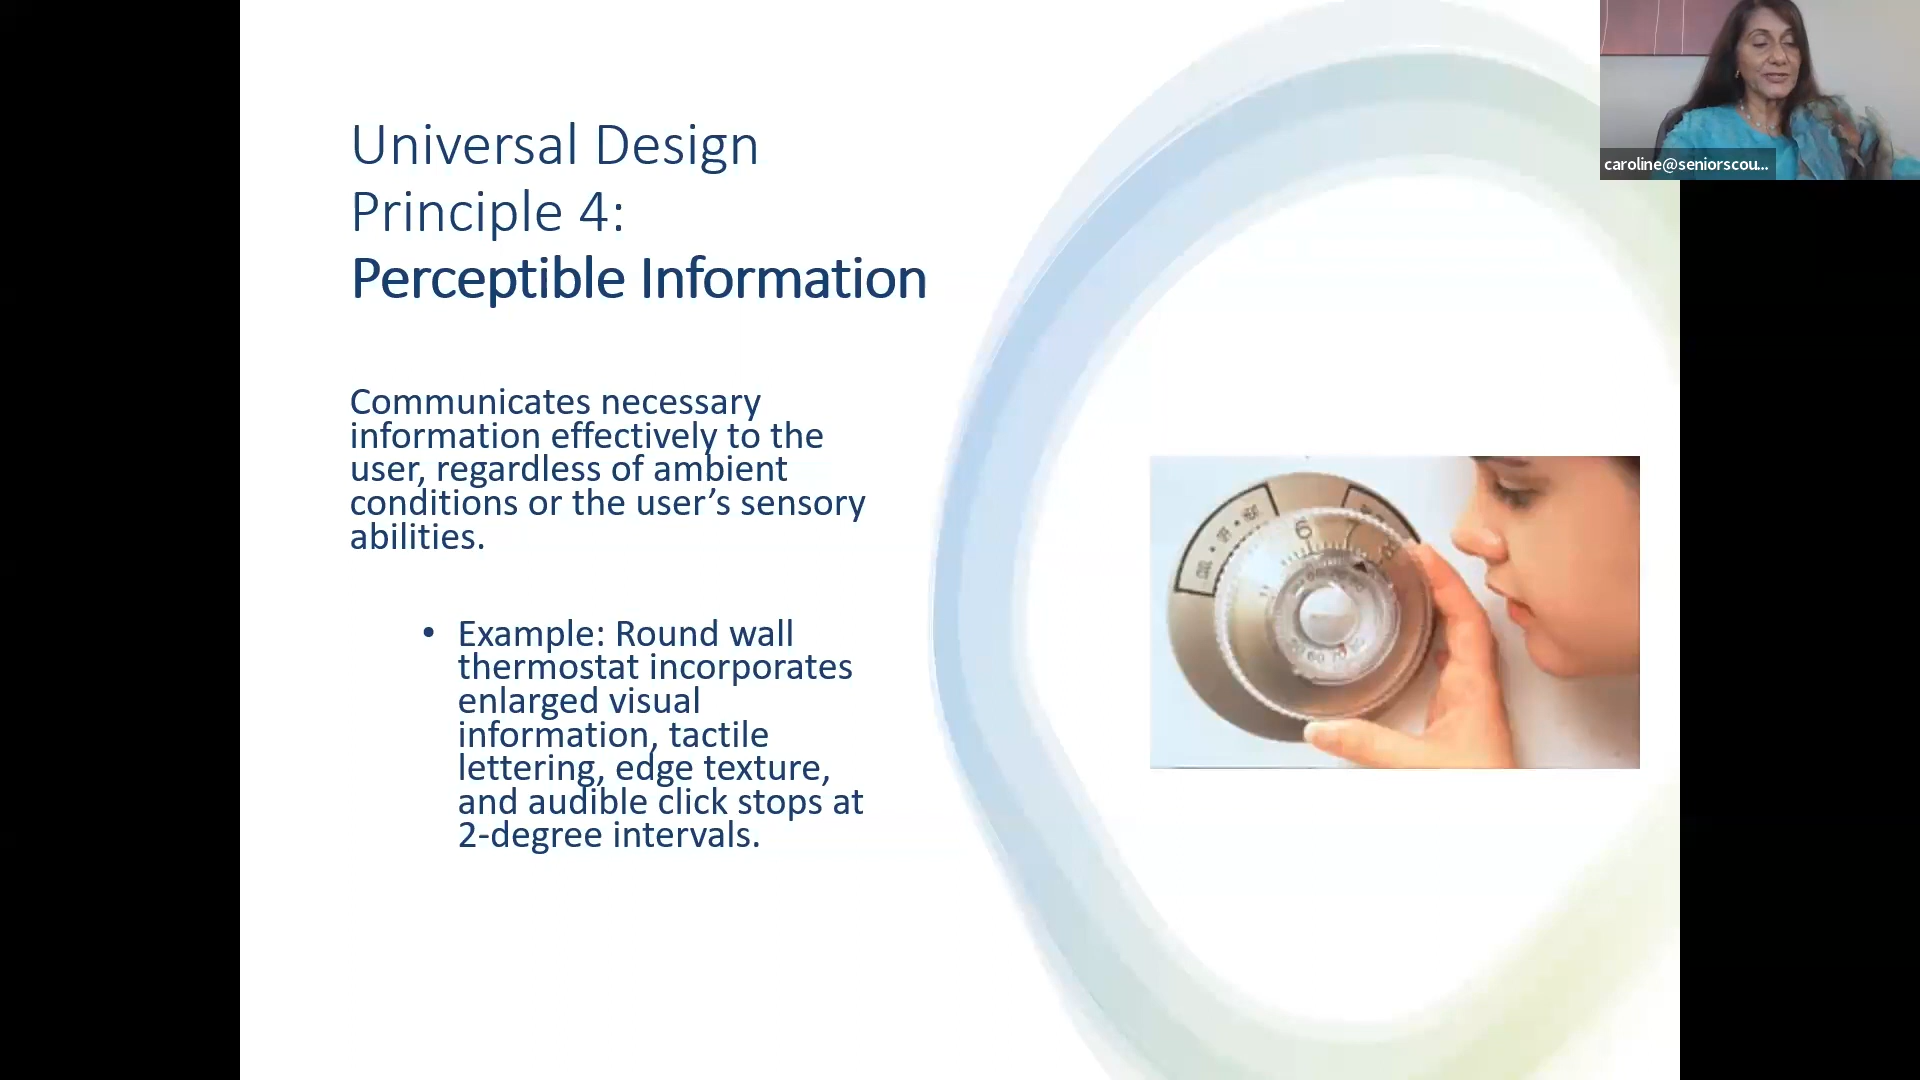 Universal Design
Principle 4:
Perceptible Information
Communicates necessary
information effectively to the
user, regardless of ambient
conditions or the user’s sensory
abilities.
• Example: Round wall
thermostat incorporates
enlarged visual
information, tactile
lettering, edge texture,
and audible click stops at
2-degree intervals.
caroline@seniorscou...